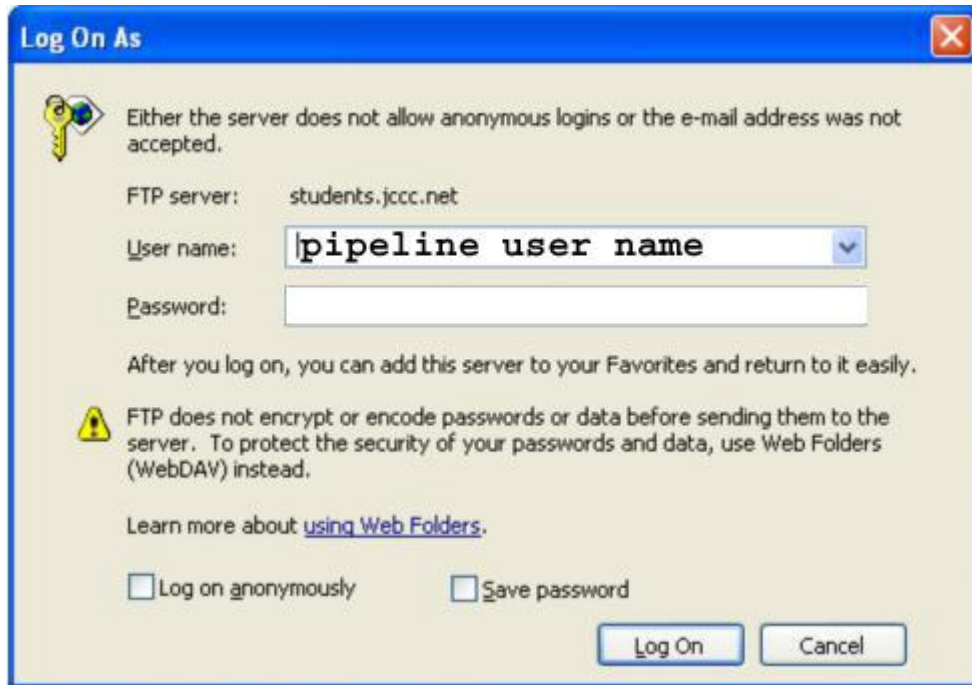 Log On As
Either the server does not allow anonymous logins or the e-mail address was not
accepted.
FTP server: students.jccc.net
User name: pipeline user name
Password:
After you log on, you can add this server to your Favorites and return to it easily.
FTP does not encrypt or encode passwords or data before sending them to the
server. To protect the security of your passwords and data, use Web Folders
(WebDAV) instead.
Learn more about using Web Folders.
Log on anonymously Save password
Log On Cancel